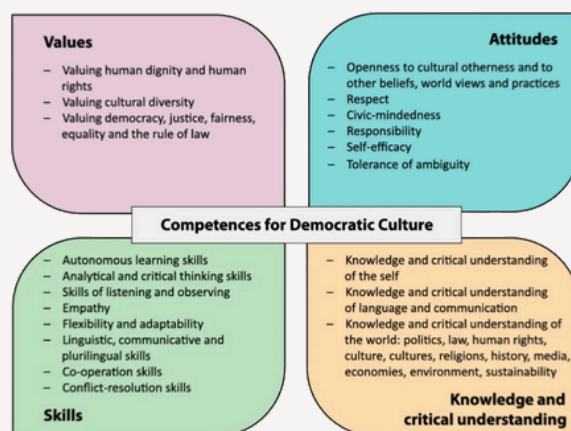 Values
– Valuing human dignity and human
rights
– Valuing cultural diversity
– Valuing democracy, justice, fairness,
equality and the rule of law
Attitudes
– Openness to cultural otherness and to
other beliefs, world views and practices
– Respect
– Civic-mindedness
– Responsibility
– Self-efficacy
– Tolerance of ambiguity
Competences for Democratic Culture
– Autonomous learning skills
– Analytical and critical thinking skills
– Skills of listening and observing
– Empathy
– Flexibility and adaptability
– Linguistic, communicative and
plurilingual skills
– Co-operation skills
– Conflict-resolution skills
Skills
– Knowledge and critical understanding
of the self
– Knowledge and critical understanding
of language and communication
– Knowledge and critical understanding of
the world: politics, law, human rights,
culture, cultures, religions, history, media,
economies, environment, sustainability
Knowledge and
critical understanding